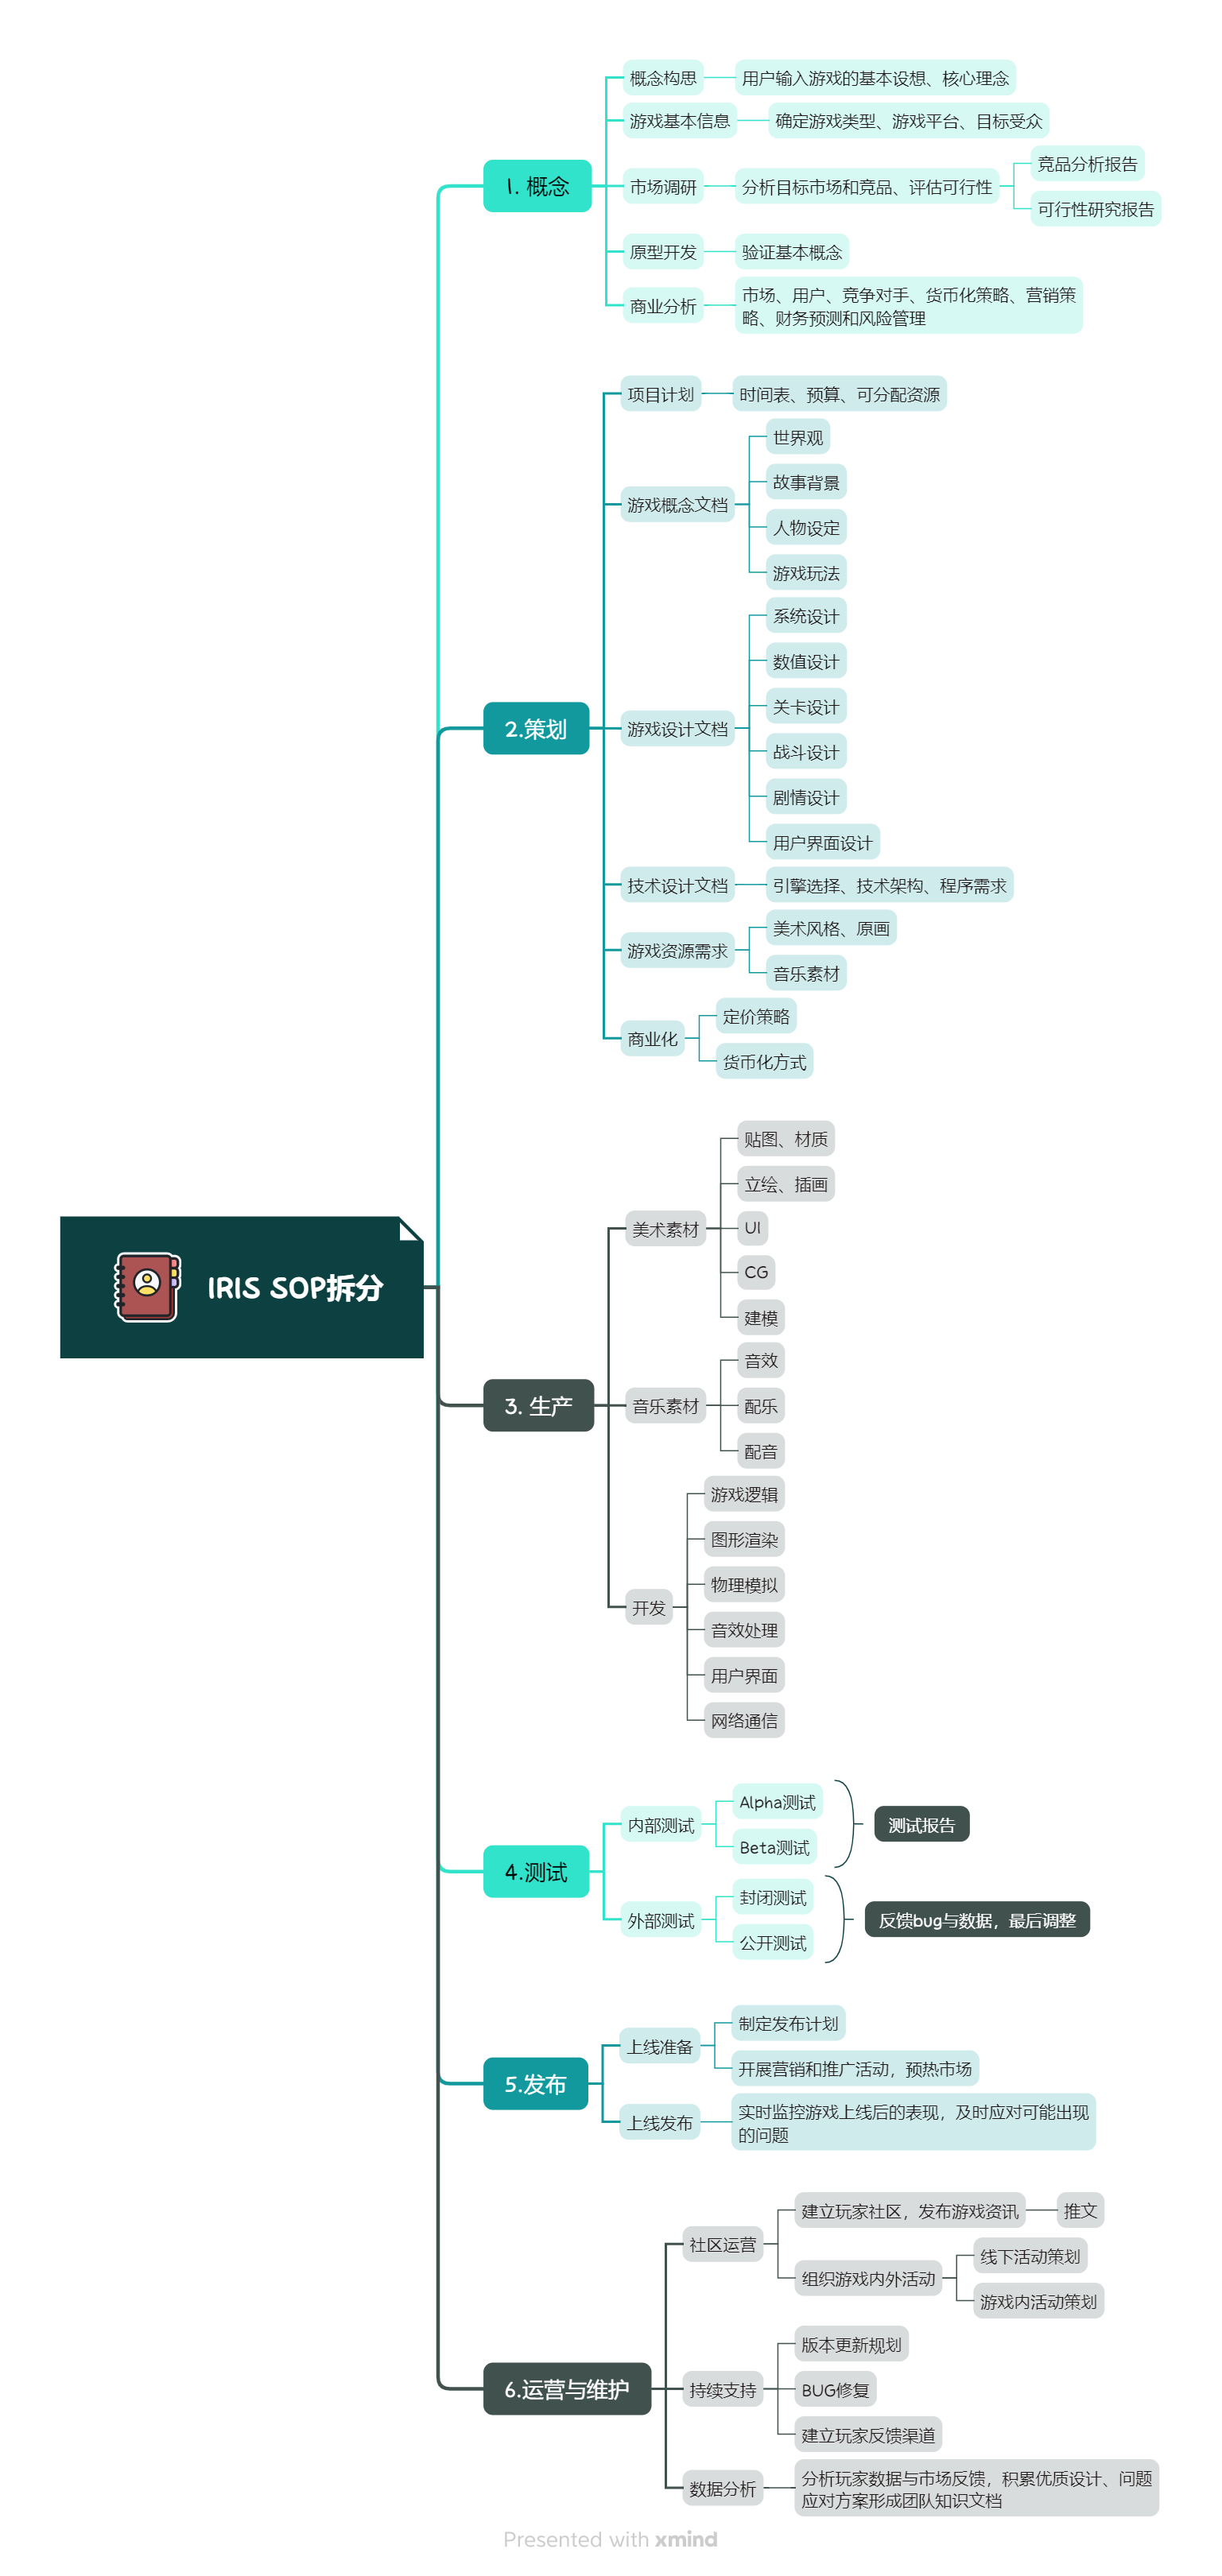 IRIS SOP拆分
1. 概念
概念构思
用户输入游戏的基本设想、核心理念
游戏基本信息
确定游戏类型、游戏平台、目标受众
市场调研
分析目标市场和竞品、评估可行性
竞品分析报告
可行性研究报告
原型开发
验证基本概念
商业分析
市场、用户、竞争对手、货币化策略、营销策
略、财务预测和风险管理
2.策划
项目计划
时间表、预算、可分配资源
游戏概念文档
世界观
故事背景
人物设定
游戏玩法
游戏设计文档
系统设计
数值设计
关卡设计
战斗设计
剧情设计
用户界面设计
技术设计文档
引擎选择、技术架构、程序需求
游戏资源需求
美术风格、原画
音乐素材
商业化
定价策略
货币化方式
3. 生产
美术素材
贴图、材质
立绘、插画
UI
CG
建模
音乐素材
音效
配乐
配音
开发
游戏逻辑
图形渲染
物理模拟
音效处理
用户界面
网络通信
4.测试
内部测试
Alpha测试
Beta测试
测试报告
外部测试
封闭测试
公开测试
反馈bug与数据，最后调整
5.发布
上线准备
制定发布计划
开展营销和推广活动，预热市场
上线发布
实时监控游戏上线后的表现，及时应对可能出现
的问题
6.运营与维护
社区运营
建立玩家社区，发布游戏资讯
推文
组织游戏内外活动
线下活动策划
游戏内活动策划
持续支持
版本更新规划
BUG修复
建立玩家反馈渠道
数据分析
分析玩家数据与市场反馈，积累优质设计、问题
应对方案形成团队知识文档
Presented with xmind